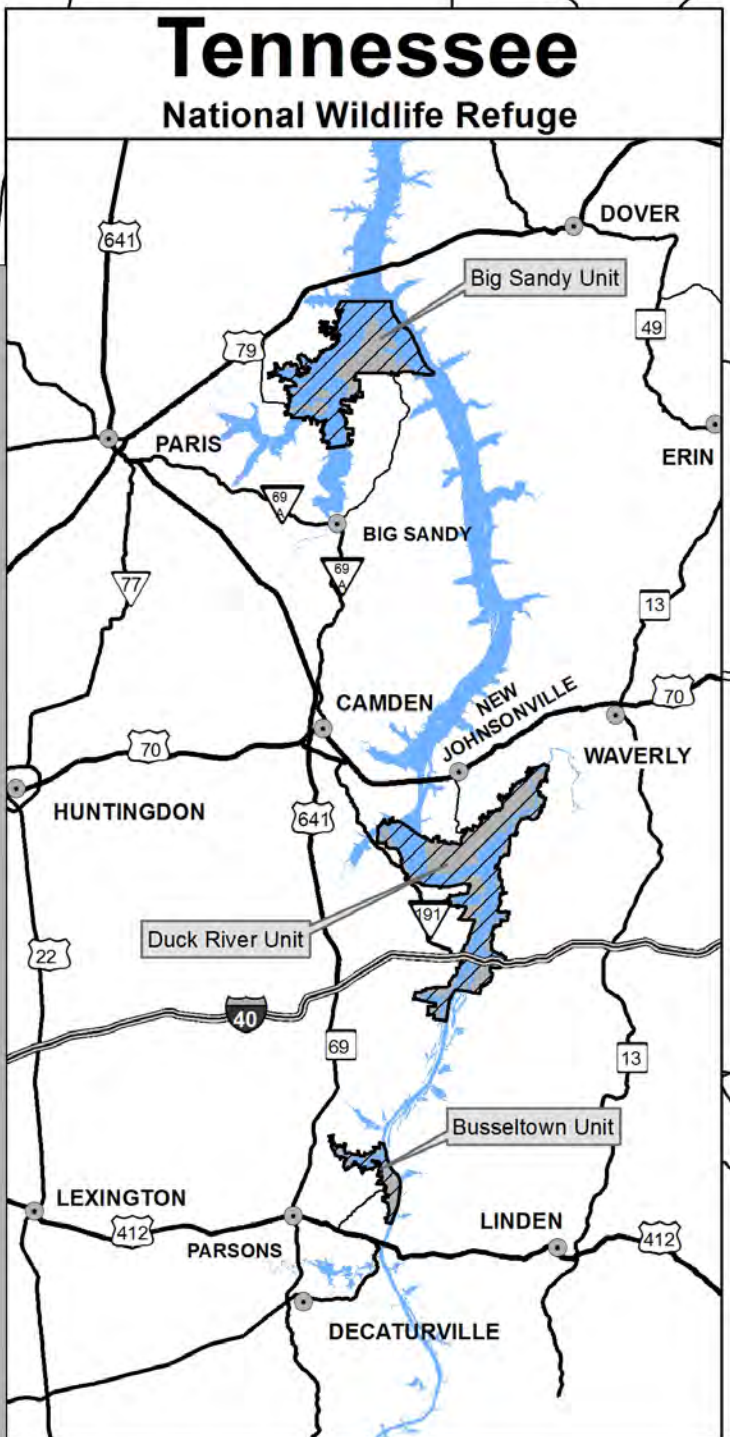 Tennessee
National Wildlife Refuge
DOVER
641
Big Sandy Unit
49
79
PARIS
ERIN
69
A
BIG SANDY
69
A
77
13
CAMDEN
NEW
JOHNSONVILLE
70
70
WAVERLY
HUNTINGDON
641
191
Duck River Unit
22
40
69
13
Busseltown Unit
LEXINGTON
412
PARSONS
LINDEN
412
DECATURVILLE